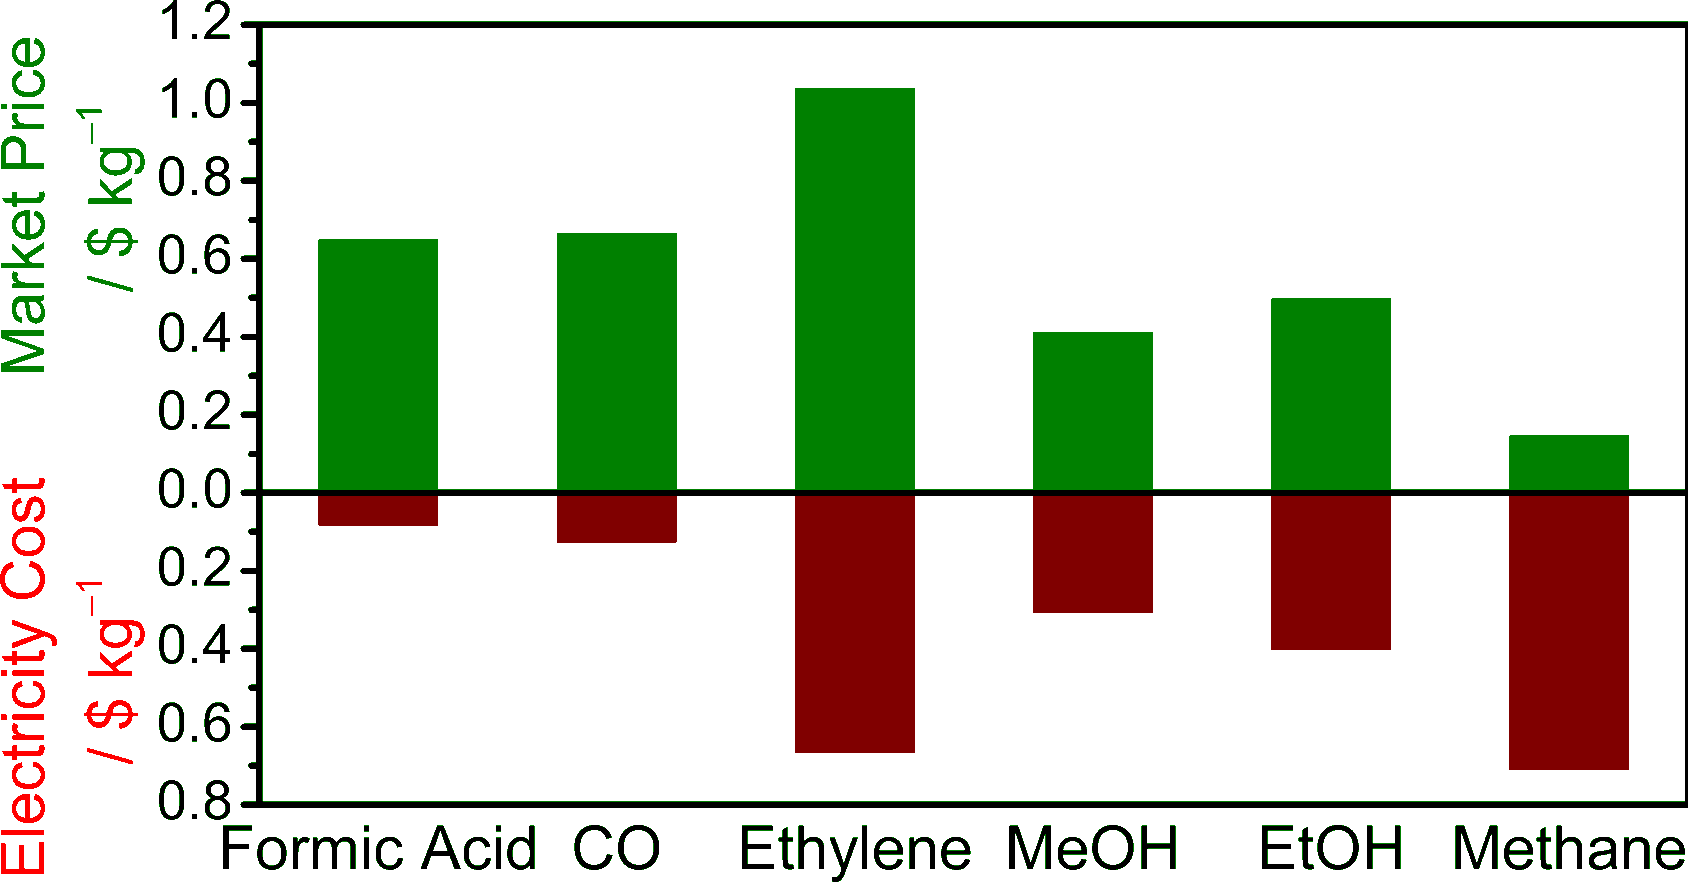 Market Price
/ $ kg⁻¹
Electricity Cost
/ $ kg⁻¹
1.2
1.0
0.8
0.6
0.4
0.2
0.0
0.2
0.4
0.6
0.8
Formic Acid CO Ethylene MeOH EtOH Methane